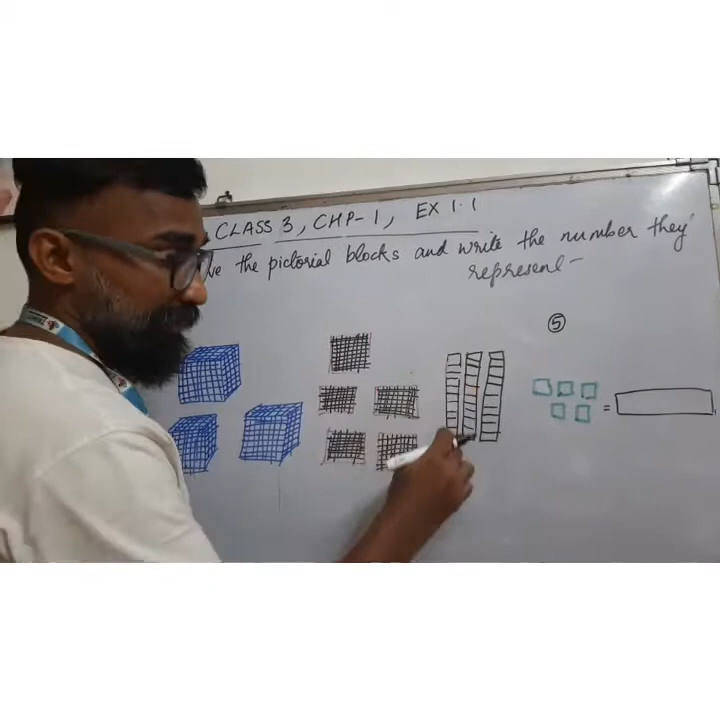 CLASS 3, CHP-1, EX 1.1
the pictorial blocks and write the number they
represent-
5
=